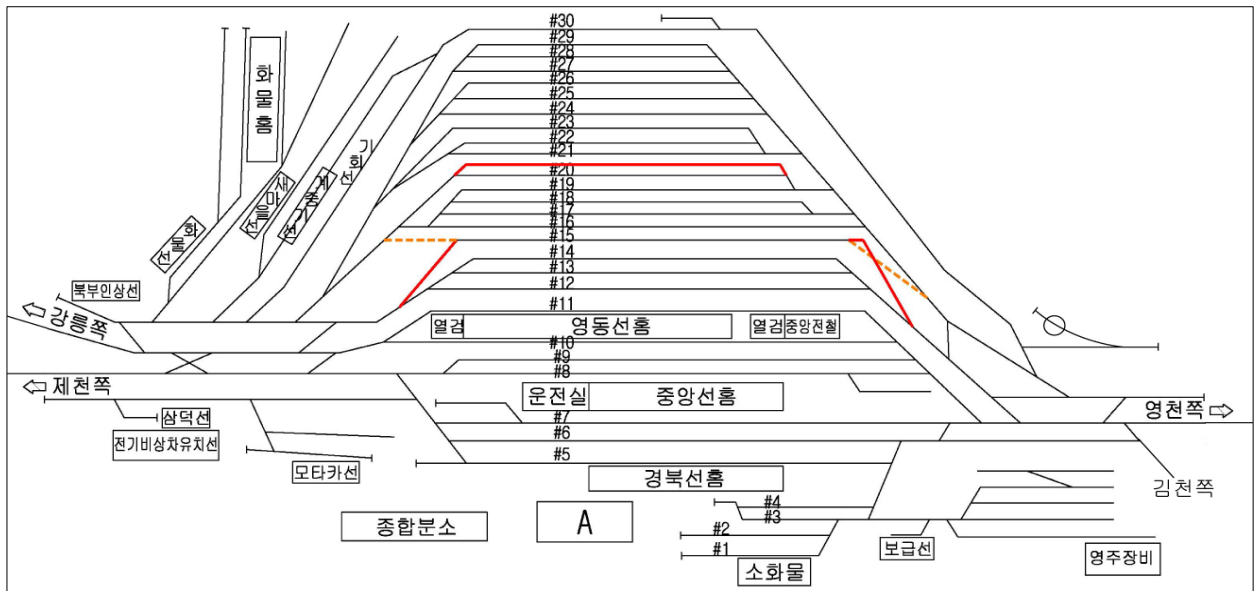 #30
#29
#28
#27
#26
#25
#24
#23
#22
#21
#20
#19
#18
#17
#16
#15
#14
#13
#12
#11
화물홈
기회선
계중기선
새마을선
화물선
북부인상선
강릉쪽
열검
영동선홈
열검
중앙전철
#10
#9
#8
제천쪽
운전실
중앙선홈
영천쪽
삼덕선
전기비상차유치선
모타카선
#7
#6
#5
경북선홈
김천쪽
종합분소
A
#4
#3
#2
#1
소화물
보급선
영주장비